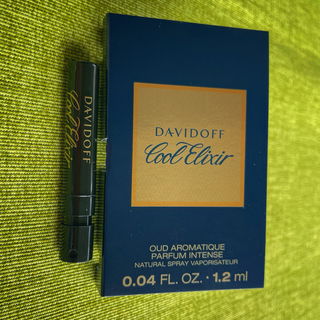 DAVIDOFF
Cool Elixir
DAVIDOFF
Cool Elixir
OUD AROMATIQUE
PARFUM INTENSE
NATURAL SPRAY VAPORISATEUR
0.04 FL. OZ. · 1.2 ml